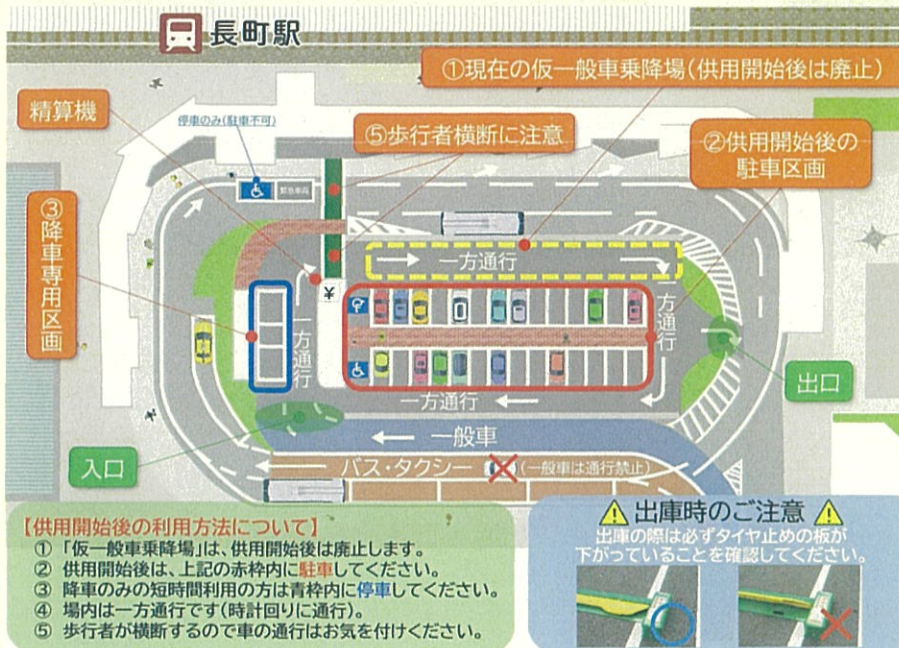 長町駅
①現在の仮一般車乗降場(供用開始後は廃止)
精算機
停車のみ(駐車不可)
⑤歩行者横断に注意
②供用開始後の
駐車区画
緊急車両
③降車専用区画
一方通行
一方通行
一方通行
一方通行
¥
出口
入口
一般車
バス・タクシー
(一般車は通行禁止)
【供用開始後の利用方法について】
① 「仮一般車乗降場」は、供用開始後は廃止します。
② 供用開始後は、上記の赤枠内に駐車してください。
③ 降車のみの短時間利用の方は青枠内に停車してください。
④ 場内は一方通行です(時計回りに通行)。
⑤ 歩行者が横断するので車の通行はお気を付けください。
出庫時のご注意
出庫の際は必ずタイヤ止めの板が
下がっていることを確認してください。